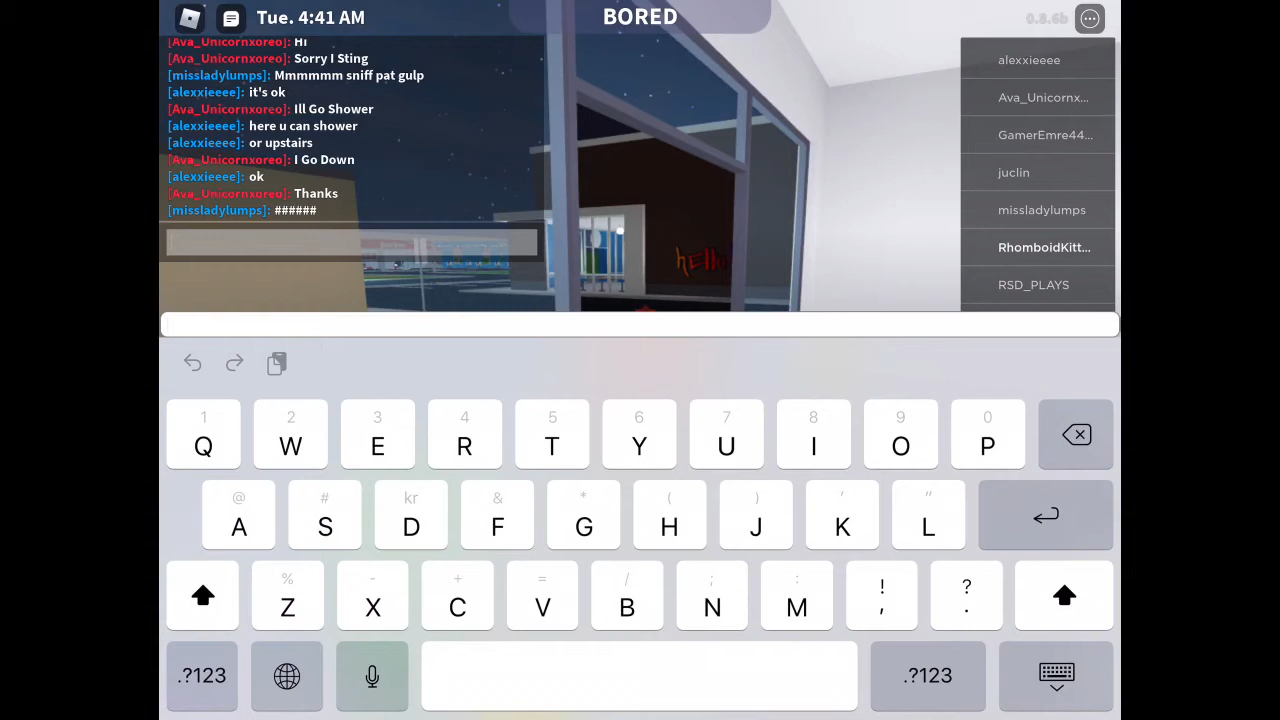 Tue. 4:41 AM
BORED
0.8.6b
[Ava_Unicornxoreo]: Hi
[Ava_Unicornxoreo]: Sorry I Sting
[missladylumps]: Mmmmmm sniff pat gulp
[alexxieeee]: it's ok
[Ava_Unicornxoreo]: Ill Go Shower
[alexxieeee]: here u can shower
[alexxieeee]: or upstairs
[Ava_Unicornxoreo]: I Go Down
[alexxieeee]: ok
[Ava_Unicornxoreo]: Thanks
[missladylumps]: ######
alexxieeee
Ava_Unicornx...
GamerEmre44...
juclin
missladylumps
RhomboidKitt...
RSD_PLAYS
hello
1 2 3 4 5 6 7 8 9 0
Q W E R T Y U I O P
@ # kr & * ( ) ' "
A S D F G H J K L
% - + = / ; : ! ?
Z X C V B N M , .
.?123 .?123